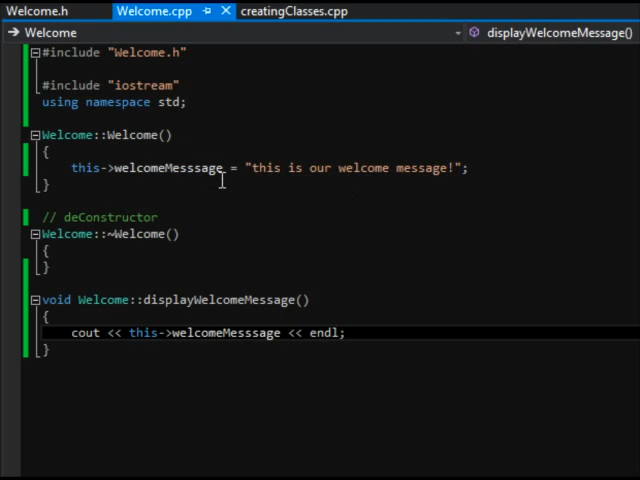 Welcome.h Welcome.cpp creatingClasses.cpp
Welcome displayWelcomeMessage()
#include "Welcome.h"
#include "iostream"
using namespace std;
Welcome::Welcome()
{
this->welcomeMesssage = "this is our welcome message!";
}
// deConstructor
Welcome::~Welcome()
{
}
void Welcome::displayWelcomeMessage()
{
cout << this->welcomeMesssage << endl;
}